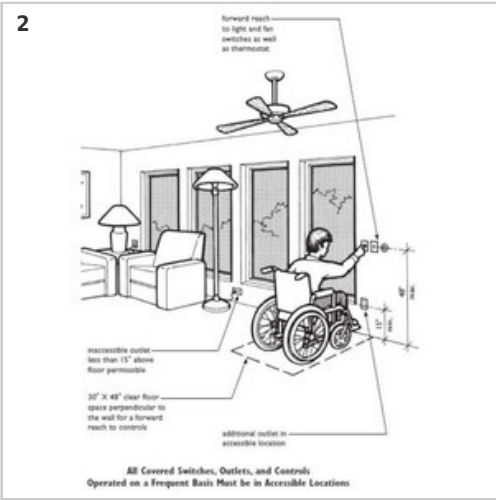 2
forward reach
to light and fan
switches as well
as thermostat
48"
max.
15"
min.
inaccessible outlet
less than 15" above
floor permissible
30" X 48" clear floor
space perpendicular to
the wall for a forward
reach to controls
additional outlet in
accessible location
All Covered Switches, Outlets, and Controls
Operated on a Frequent Basis Must be in Accessible Locations